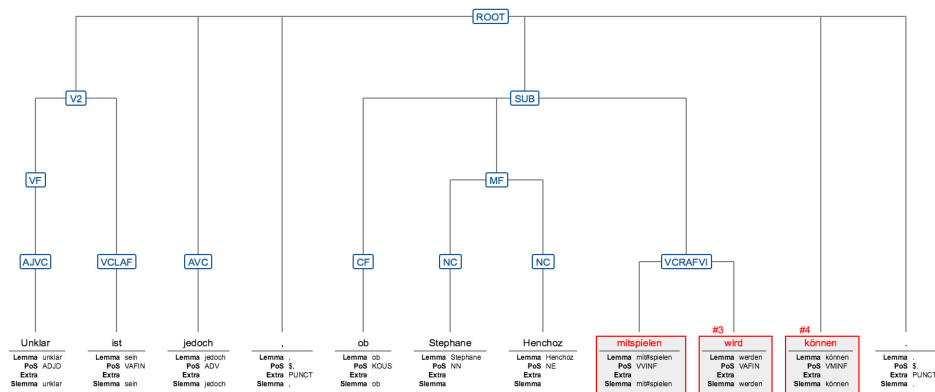 ROOT
V2 SUB
VF MF
AJVC VCLAF AVC CF NC NC VCRAFVI
#3 #4
Unklar ist jedoch , ob Stephane Henchoz mitspielen wird können .
Lemma unklar Lemma sein Lemma jedoch Lemma , Lemma ob Lemma Stephane Lemma Henchoz Lemma mit#spielen Lemma werden Lemma können Lemma .
PoS ADJD PoS VAFIN PoS ADV PoS $, PoS KOUS PoS NN PoS NE PoS VVINF PoS VAFIN PoS VMINF PoS $.
Extra Extra Extra Extra PUNCT Extra Extra Extra Extra Extra Extra Extra PUNCT
Slemma unklar Slemma sein Slemma jedoch Slemma , Slemma ob Slemma Slemma Slemma mit#spielen Slemma werden Slemma können Slemma .